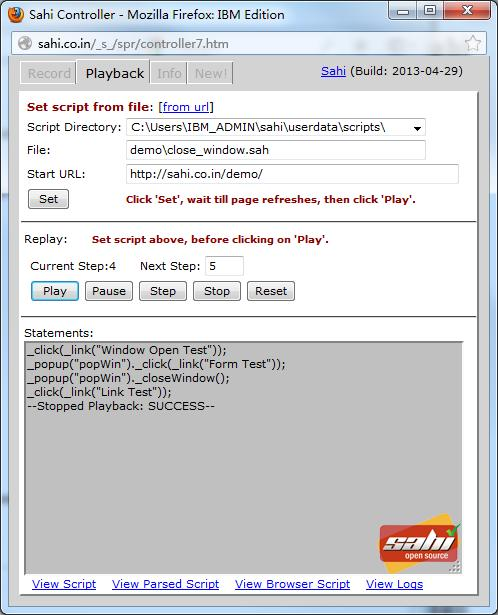 Sahi Controller - Mozilla Firefox: IBM Edition
sahi.co.in/_s_/spr/controller7.htm
Record Playback Info New! Sahi (Build: 2013-04-29)
Set script from file: [from url]
Script Directory: C:\Users\IBM_ADMIN\sahi\userdata\scripts\
File: demo\close_window.sah
Start URL: http://sahi.co.in/demo/
Set Click 'Set', wait till page refreshes, then click 'Play'.
Replay: Set script above, before clicking on 'Play'.
Current Step:4 Next Step: 5
Play Pause Step Stop Reset
Statements:
_click(_link("Window Open Test"));
_popup("popWin")._click(_link("Form Test"));
_popup("popWin")._closeWindow();
_click(_link("Link Test"));
--Stopped Playback: SUCCESS--
sahi
open source
View Script View Parsed Script View Browser Script View Logs